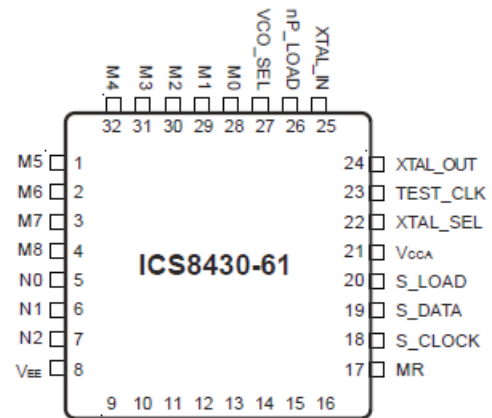 M4 M3 M2 M1 M0 VCO_SEL nP_LOAD XTAL_IN
32 31 30 29 28 27 26 25
M5 1
M6 2
M7 3
M8 4
N0 5
N1 6
N2 7
VEE 8
ICS8430-61
24 XTAL_OUT
23 TEST_CLK
22 XTAL_SEL
21 VCCA
20 S_LOAD
19 S_DATA
18 S_CLOCK
17 MR
9 10 11 12 13 14 15 16